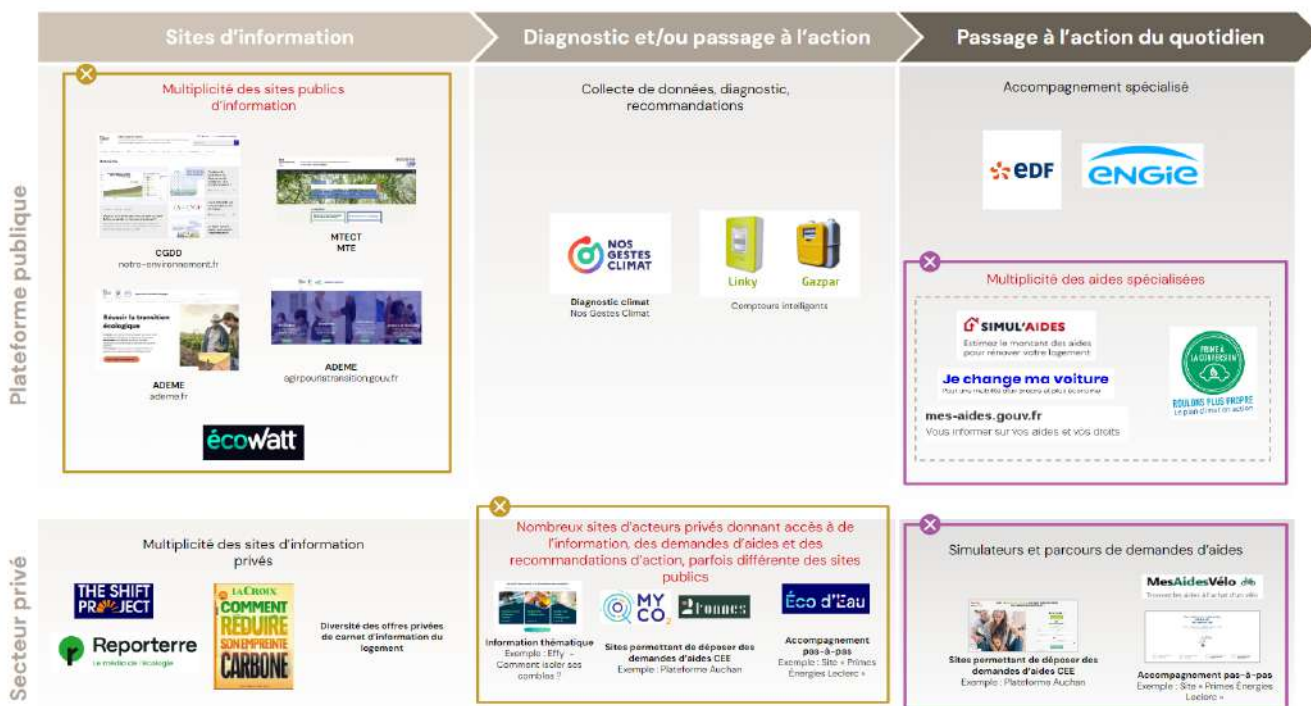 Sites d'information
Diagnostic et/ou passage à l'action
Passage à l'action du quotidien
Plateforme publique
Multiplicité des sites publics
d'information
CGDD
notre-environnement.fr
MTECT
MTE
Réussir la transition
écologique
ADEME
ademe.fr
ADEME
agirpourlatransition.gouv.fr
écowatt
Collecte de données, diagnostic,
recommandations
NOS
GESTES
CLIMAT
Diagnostic climat
Nos Gestes Climat
Linky
Gazpar
Compteurs intelligents
Accompagnement spécialisé
eDF
ENGIE
Multiplicité des aides spécialisées
SIMUL'AIDES
Estimez le montant des aides
pour rénover votre logement
Je change ma voiture
mes-aides.gouv.fr
Vous informer sur vos aides et vos droits
PRIME À
LA CONVERSION
ROULONS PLUS PROPRE
Le plan climat en action
Secteur privé
Multiplicité des sites d'information
privés
THE SHIFT
PROJECT
Reporterre
Le média de l'écologie
LA CROIX
COMMENT
RÉDUIRE
SON EMPREINTE
CARBONE
Diversité des offres privées
de carnet d'information du
logement
Nombreux sites d'acteurs privés donnant accès à de
l'information, des demandes d'aides et des
recommandations d'action, parfois différente des sites
publics
Information thématique
Exemple : Effy –
Comment isoler ses
combles ?
MY
CO2
2tonnes
Sites permettant de déposer des
demandes d'aides CEE
Exemple : Plateforme Auchan
Éco d'Eau
Accompagnement
pas-à-pas
Exemple : Site « Primes
Énergies Leclerc »
Simulateurs et parcours de demandes d'aides
Sites permettant de déposer des
demandes d'aides CEE
Exemple : Plateforme Auchan
MesAidesVélo
Trouver les aides à l'achat d'un vélo
Accompagnement pas-à-pas
Exemple : Site « Primes Énergies
Leclerc »